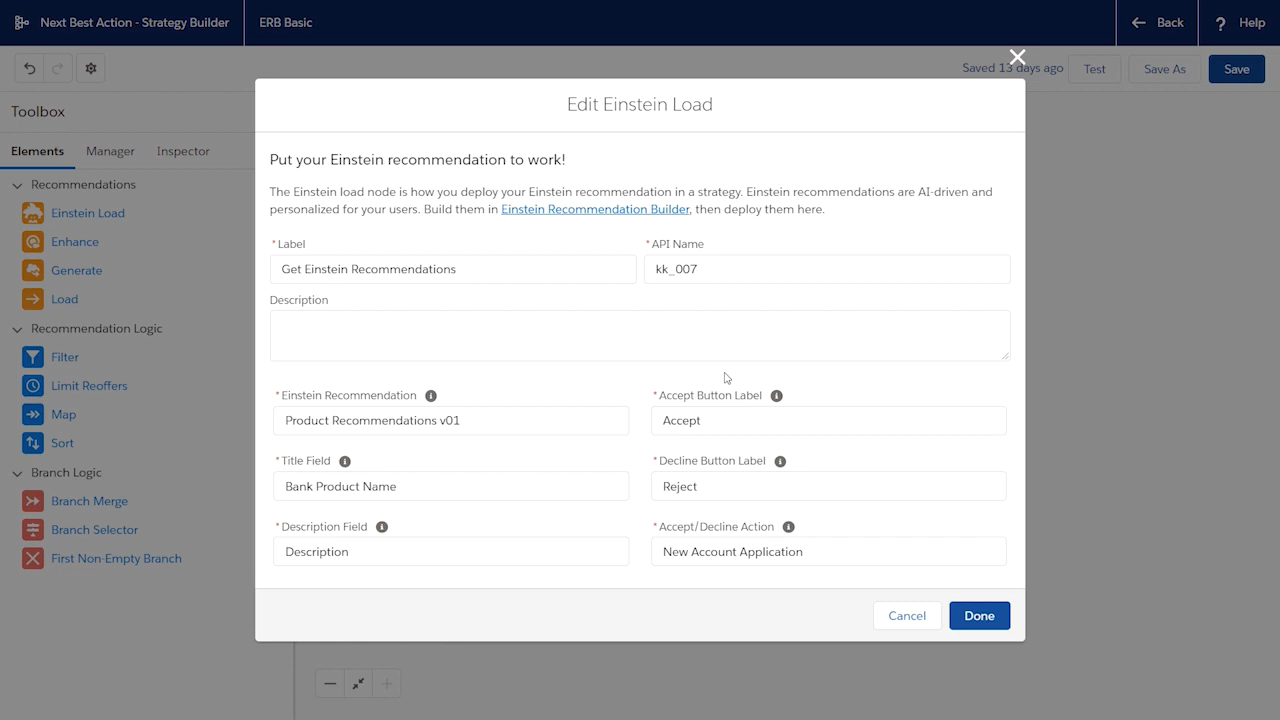 Next Best Action - Strategy Builder
ERB Basic
Back
? Help
Saved 13 days ago
Test
Save As
Save
Toolbox
Elements
Manager
Inspector
Recommendations
Einstein Load
Enhance
Generate
Load
Recommendation Logic
Filter
Limit Reoffers
Map
Sort
Branch Logic
Branch Merge
Branch Selector
First Non-Empty Branch
Edit Einstein Load
Put your Einstein recommendation to work!
The Einstein load node is how you deploy your Einstein recommendation in a strategy. Einstein recommendations are AI-driven and
personalized for your users. Build them in Einstein Recommendation Builder, then deploy them here.
* Label
Get Einstein Recommendations
* API Name
kk_007
Description
* Einstein Recommendation
Product Recommendations v01
* Accept Button Label
Accept
* Title Field
Bank Product Name
* Decline Button Label
Reject
* Description Field
Description
* Accept/Decline Action
New Account Application
Cancel
Done